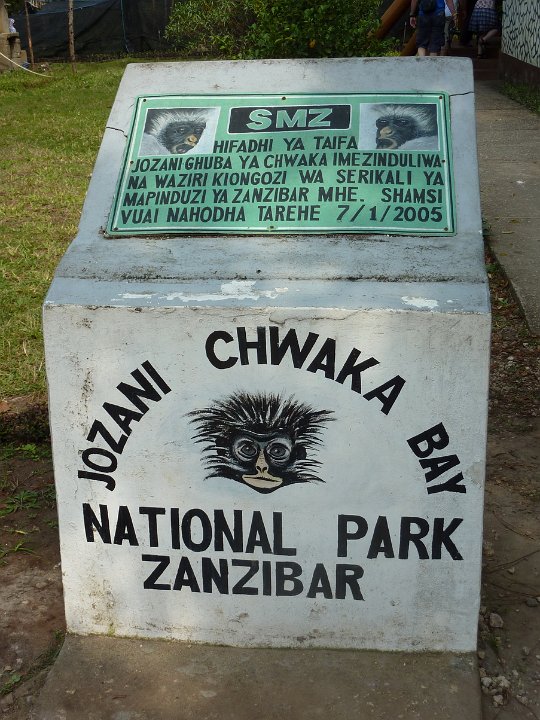 SMZ
HIFADHI YA TAIFA
JOZANI GHUBA YA CHWAKA IMEZINDULIWA
NA WAZIRI KIONGOZI WA SERIKALI YA
MAPINDUZI YA ZANZIBAR MHE. SHAMSI
VUAI NAHODHA TAREHE 7/1/2005
JOZANI CHWAKA BAY
NATIONAL PARK
ZANZIBAR